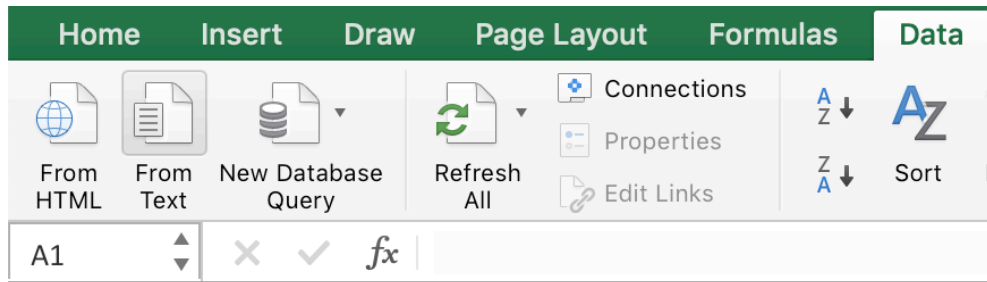 Home Insert Draw Page Layout Formulas Data
From HTML
From Text
New Database Query
Refresh All
Connections
Properties
Edit Links
A Z
Z A
AZ
Sort
A1
fx